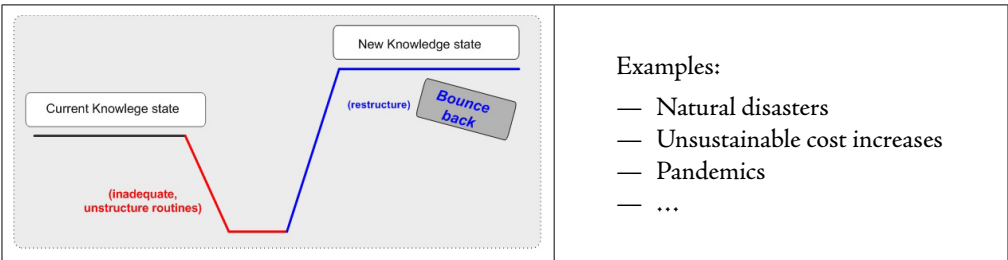 New Knowledge state
Current Knowlege state
(restructure)
Bounce
back
(inadequate,
unstructure routines)
Examples:
— Natural disasters
— Unsustainable cost increases
— Pandemics
— ...